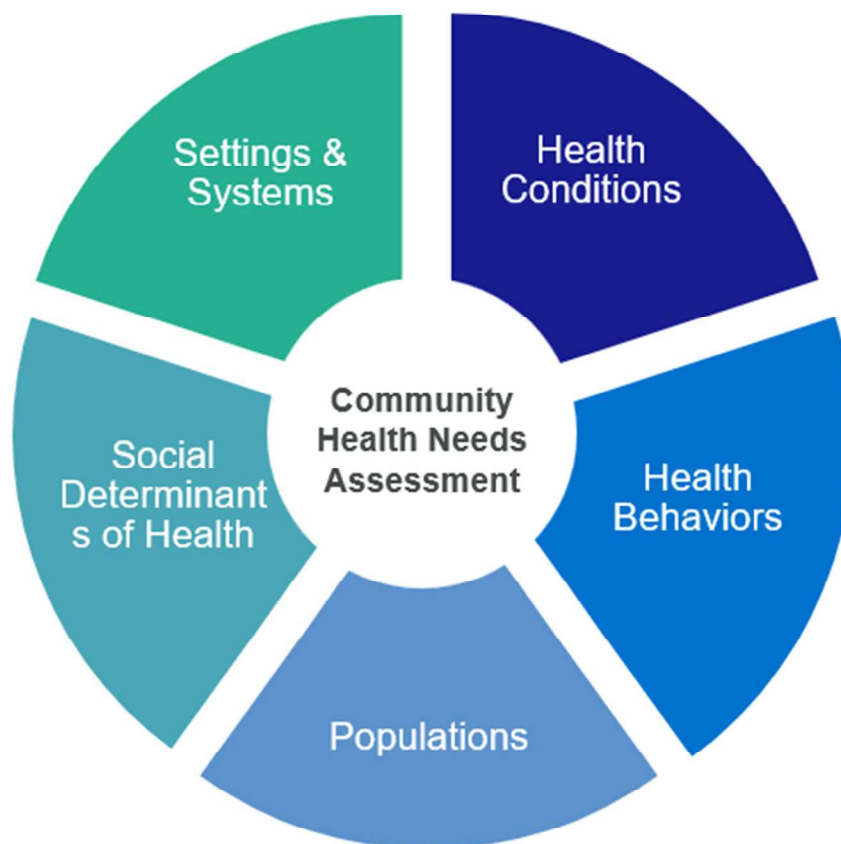 Settings &
Systems
Health
Conditions
Community
Health Needs
Assessment
Social
Determinant
s of Health
Health
Behaviors
Populations